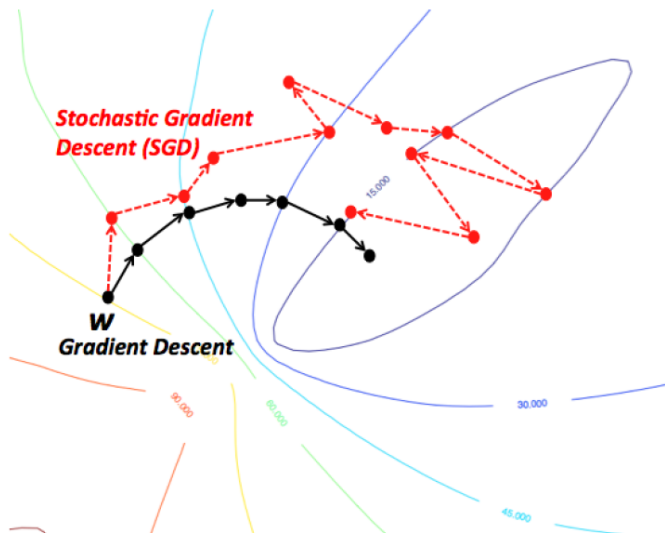 Stochastic Gradient
Descent (SGD)
15.000
W
Gradient Descent
90.000
60.000
30.000
45.000